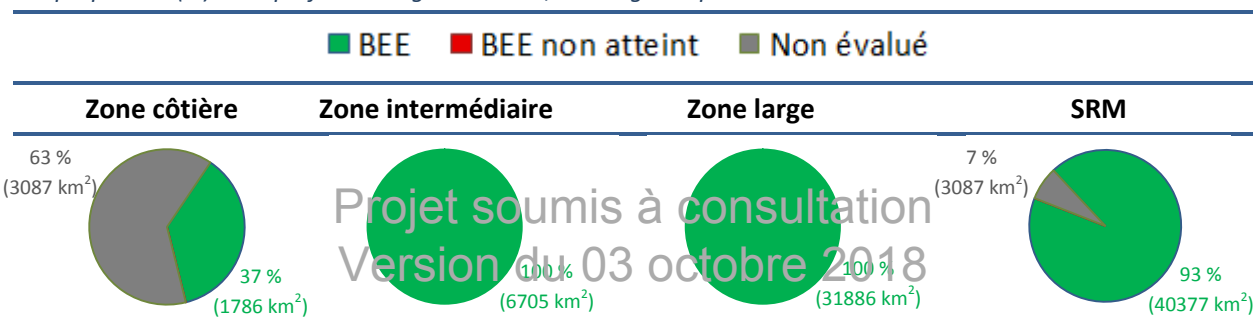 BEE BEE non atteint Non évalué
Zone côtière Zone intermédiaire Zone large SRM
63 %
(3087 km²)
37 %
(1786 km²)
100 %
(6705 km²)
100 %
(31886 km²)
7 %
(3087 km²)
93 %
(40377 km²)
Projet soumis à consultation
Version du 03 octobre 2018